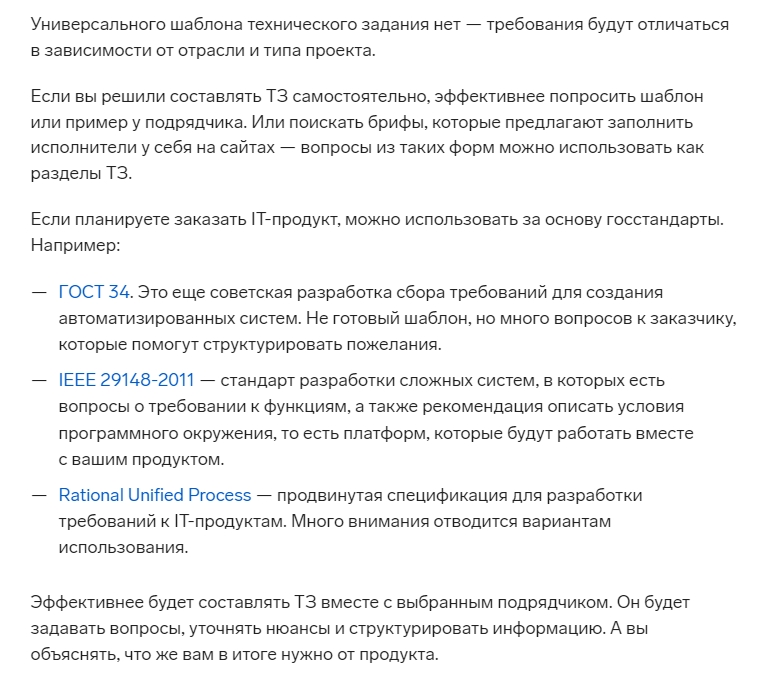 Универсального шаблона технического задания нет — требования будут отличаться
в зависимости от отрасли и типа проекта.
Если вы решили составлять ТЗ самостоятельно, эффективнее попросить шаблон
или пример у подрядчика. Или поискать брифы, которые предлагают заполнить
исполнители у себя на сайтах — вопросы из таких форм можно использовать как
разделы ТЗ.
Если планируете заказать IT-продукт, можно использовать за основу госстандарты.
Например:
— ГОСТ 34. Это еще советская разработка сбора требований для создания
автоматизированных систем. Не готовый шаблон, но много вопросов к заказчику,
которые помогут структурировать пожелания.
— IEEE 29148-2011 — стандарт разработки сложных систем, в которых есть
вопросы о требовании к функциям, а также рекомендация описать условия
программного окружения, то есть платформ, которые будут работать вместе
с вашим продуктом.
— Rational Unified Process — продвинутая спецификация для разработки
требований к IT-продуктам. Много внимания отводится вариантам
использования.
Эффективнее будет составлять ТЗ вместе с выбранным подрядчиком. Он будет
задавать вопросы, уточнять нюансы и структурировать информацию. А вы
объяснять, что же вам в итоге нужно от продукта.